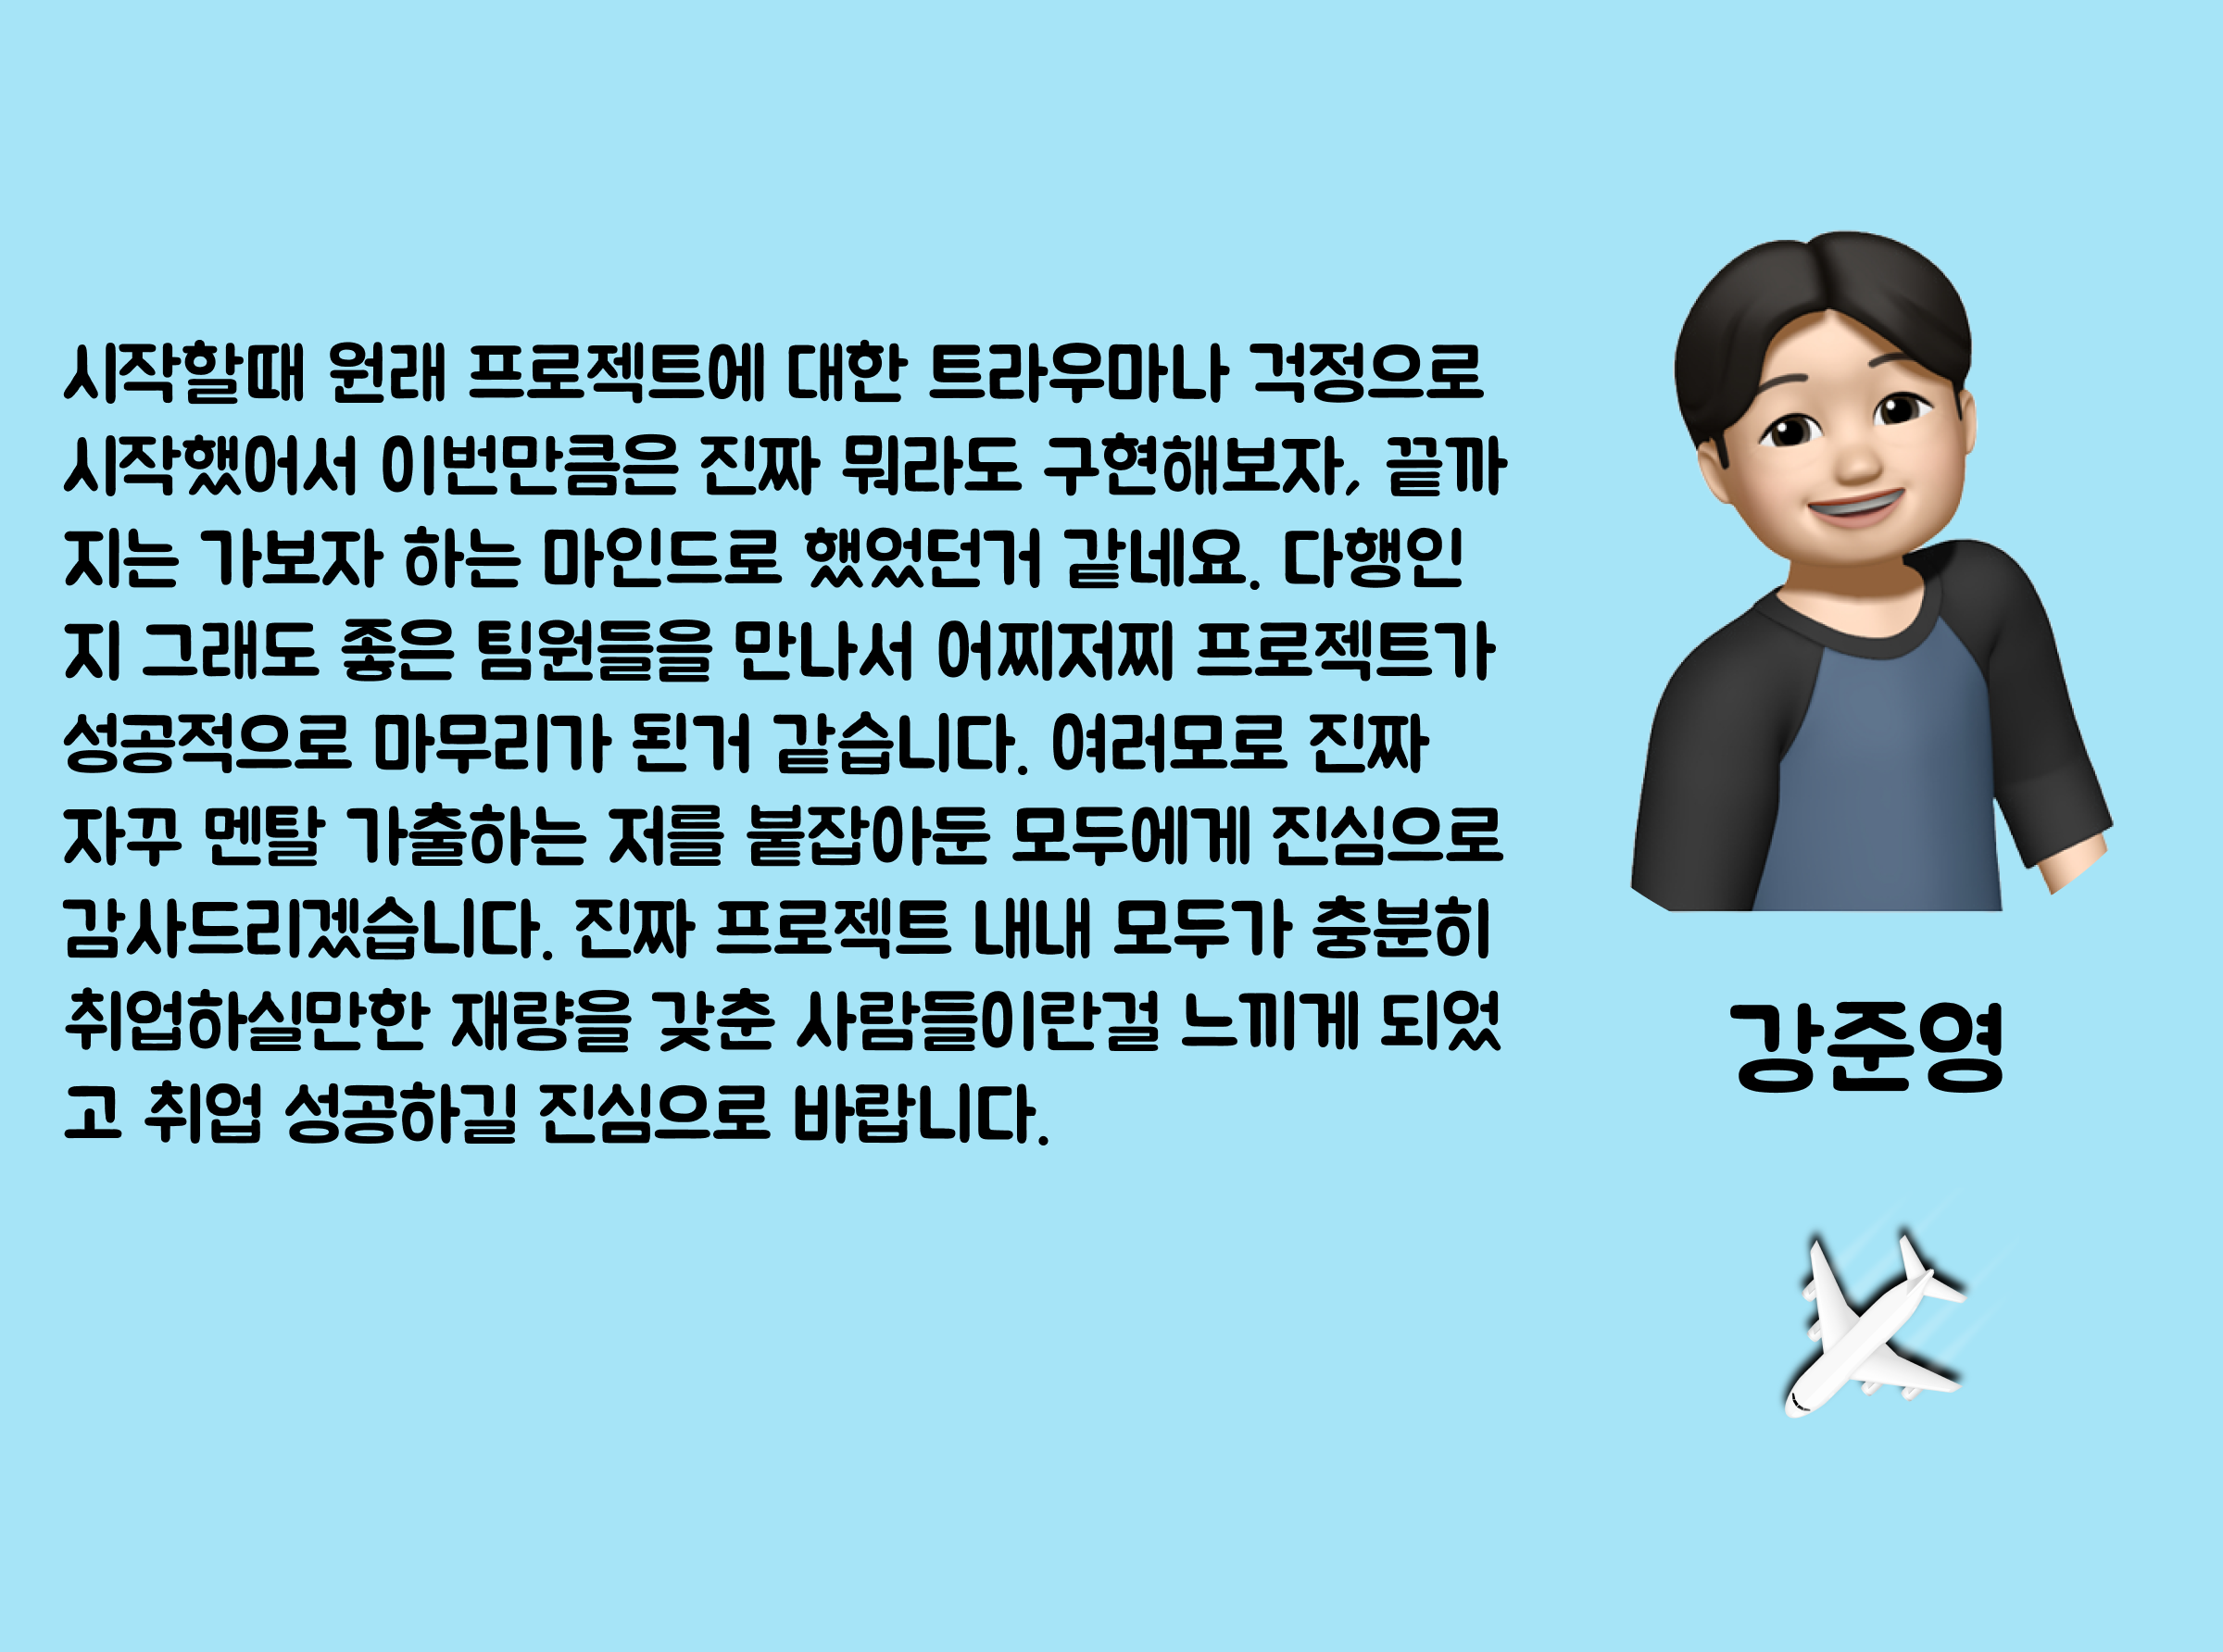 시작할때 원래 프로젝트에 대한 트라우마나 걱정으로
시작했어서 이번만큼은 진짜 뭐라도 구현해보자, 끝까
지는 가보자 하는 마인드로 했었던거 같네요. 다행인
지 그래도 좋은 팀원들을 만나서 어찌저찌 프로젝트가
성공적으로 마무리가 된거 같습니다. 여러모로 진짜
자꾸 멘탈 가출하는 저를 붙잡아둔 모두에게 진심으로
감사드리겠습니다. 진짜 프로젝트 내내 모두가 충분히
취업하실만한 재량을 갖춘 사람들이란걸 느끼게 되었
고 취업 성공하길 진심으로 바랍니다.
강준영